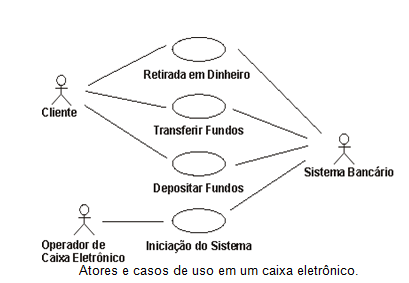 Retirada em Dinheiro
Cliente
Transferir Fundos
Depositar Fundos
Sistema Bancário
Operador de
Caixa Eletrônico
Iniciação do Sistema
Atores e casos de uso em um caixa eletrônico.